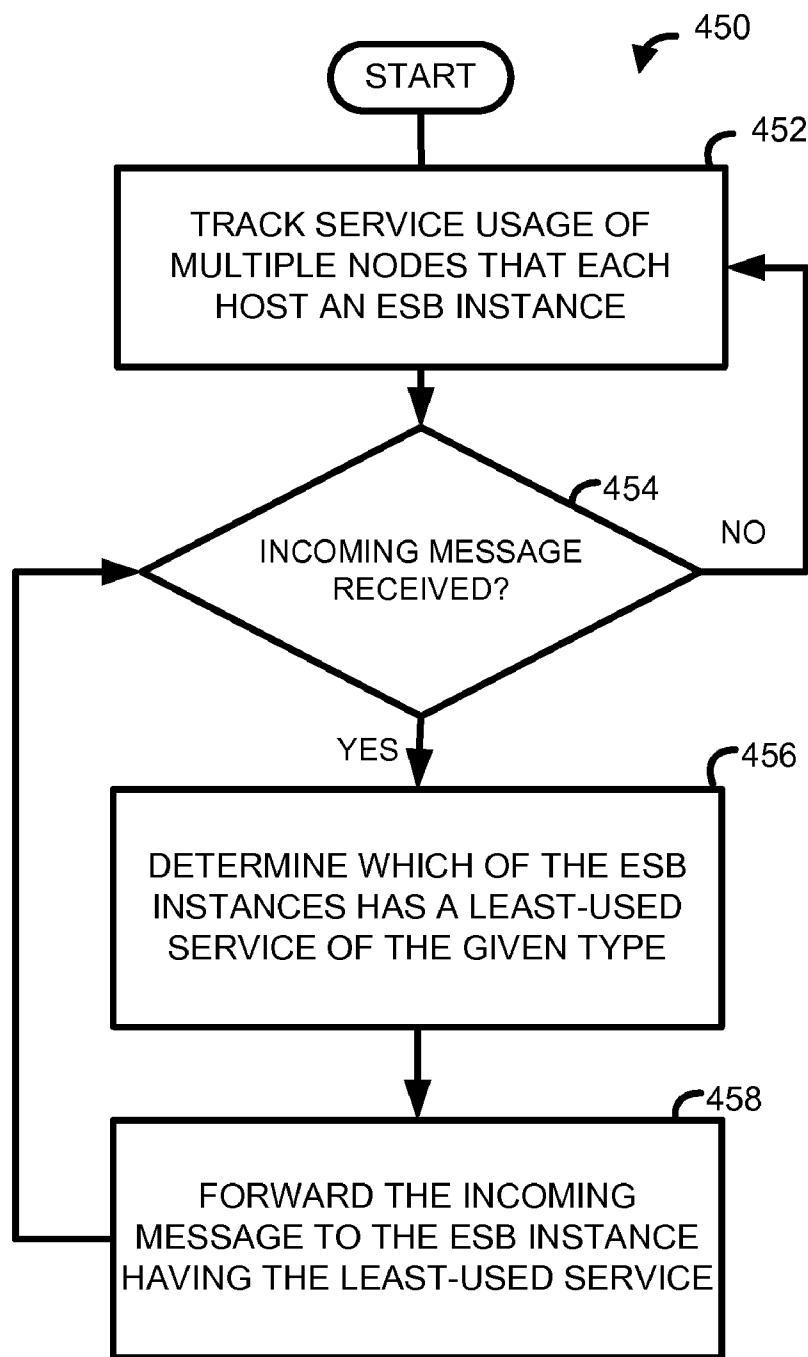 450
START
452
TRACK SERVICE USAGE OF
MULTIPLE NODES THAT EACH
HOST AN ESB INSTANCE
454
INCOMING MESSAGE
RECEIVED?
NO
YES
456
DETERMINE WHICH OF THE ESB
INSTANCES HAS A LEAST-USED
SERVICE OF THE GIVEN TYPE
458
FORWARD THE INCOMING
MESSAGE TO THE ESB INSTANCE
HAVING THE LEAST-USED SERVICE